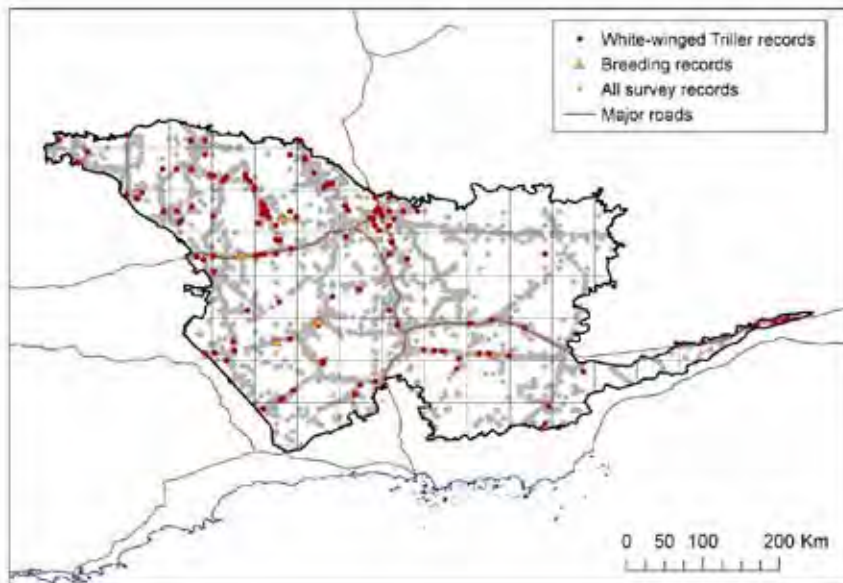 White-winged Triller records
Breeding records
All survey records
Major roads
0 50 100 200 Km